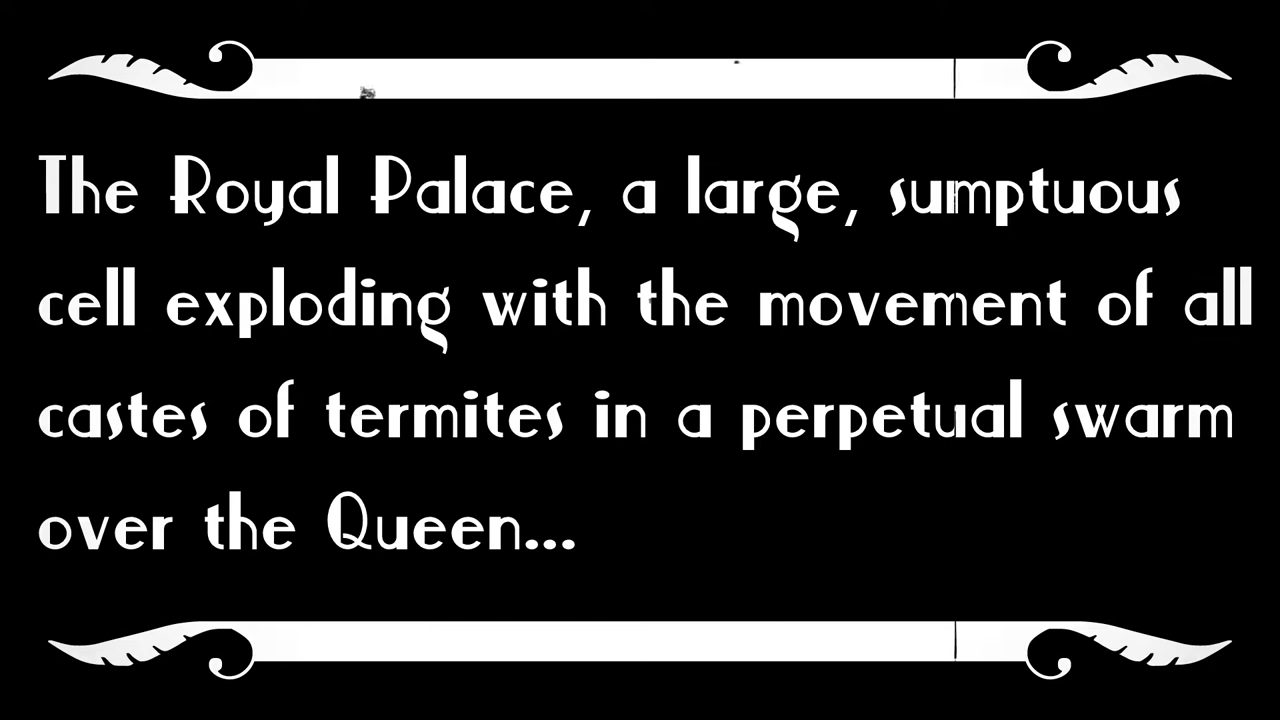 The Royal Palace, a large, sumptuous
cell exploding with the movement of all
castes of termites in a perpetual swarm
over the Queen...